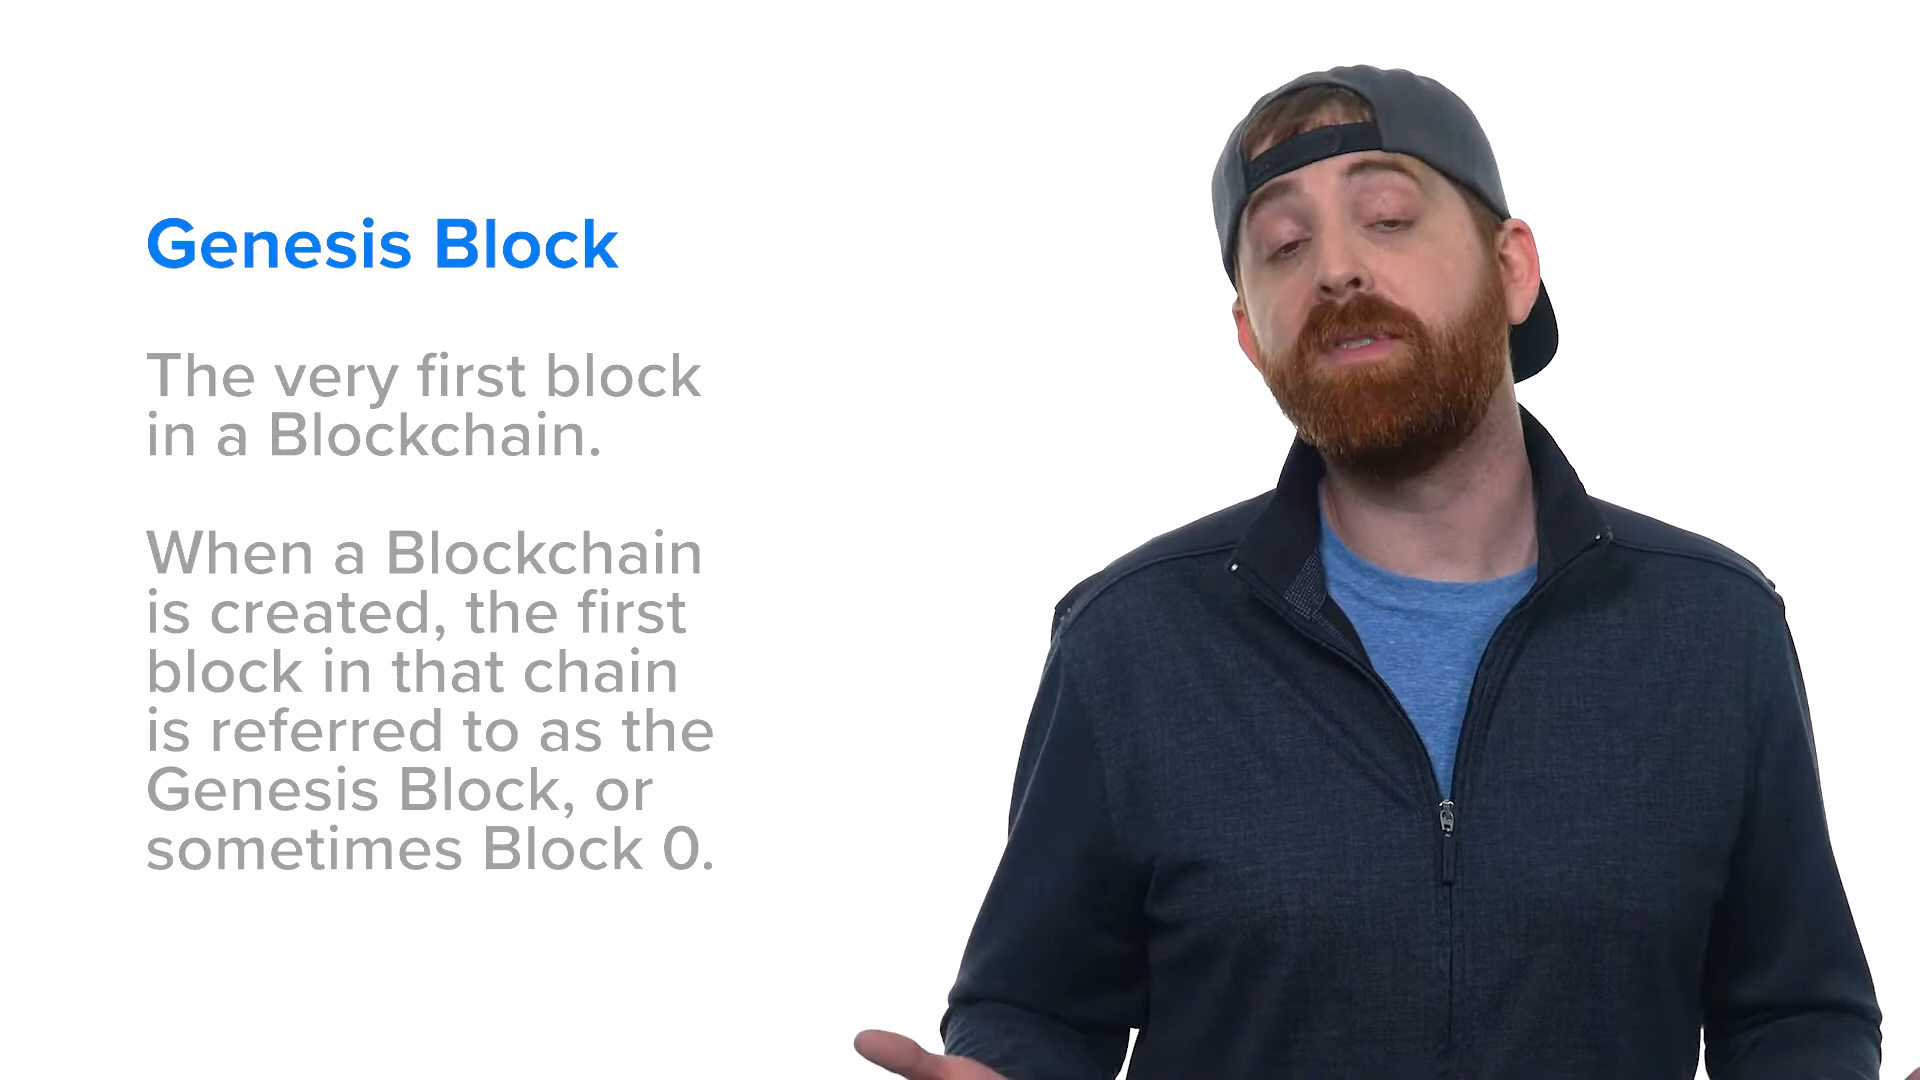 Genesis Block
The very first block
in a Blockchain.
When a Blockchain
is created, the first
block in that chain
is referred to as the
Genesis Block, or
sometimes Block 0.